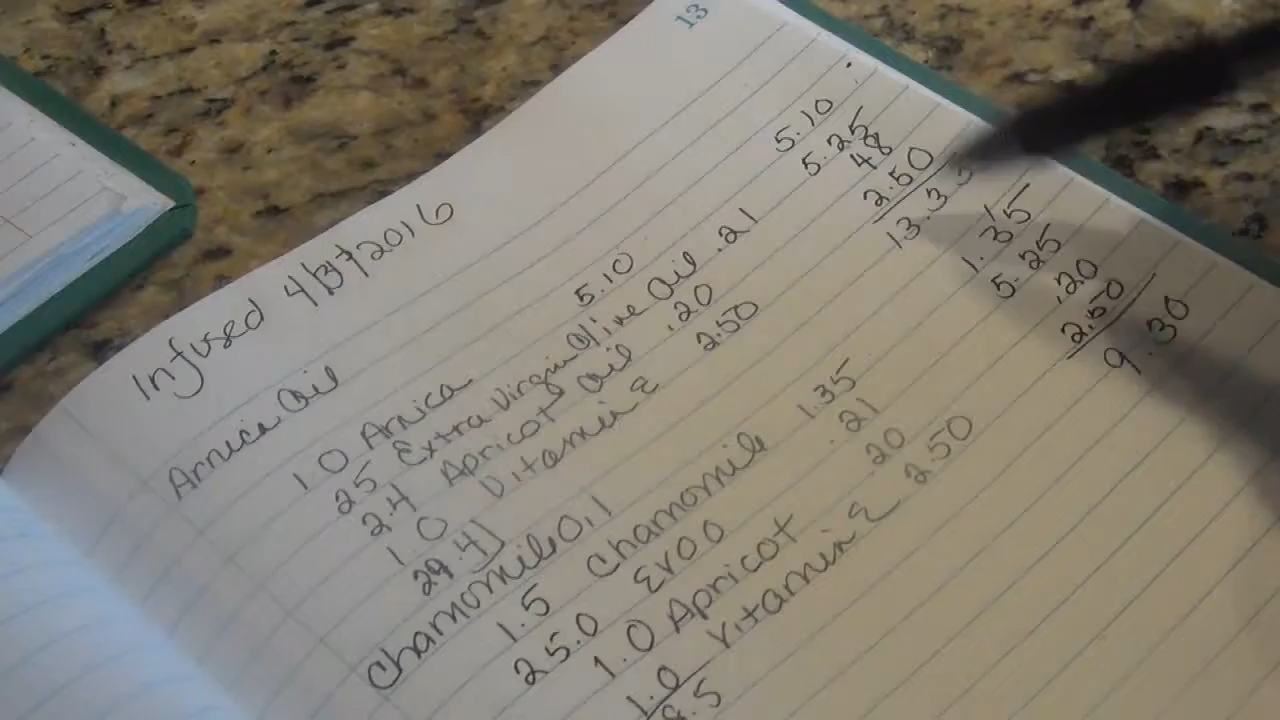 13
Infused 4/3/2016
Arnica Oil
1.0 Arnica 5.10
25 Extra Virgin Olive Oil .21
2.4 Apricot Oil .20
1.0 Vitamin E 2.50
29.4
5.10
5.25
48
2.50
13.33
Chamomile Oil
1.5 Chamomile 1.35
25.0 EVOO .21
1.0 Apricot 20
1.0 Vitamin E 2.50
8.5
1.35
5.25
.20
2.50
9.30